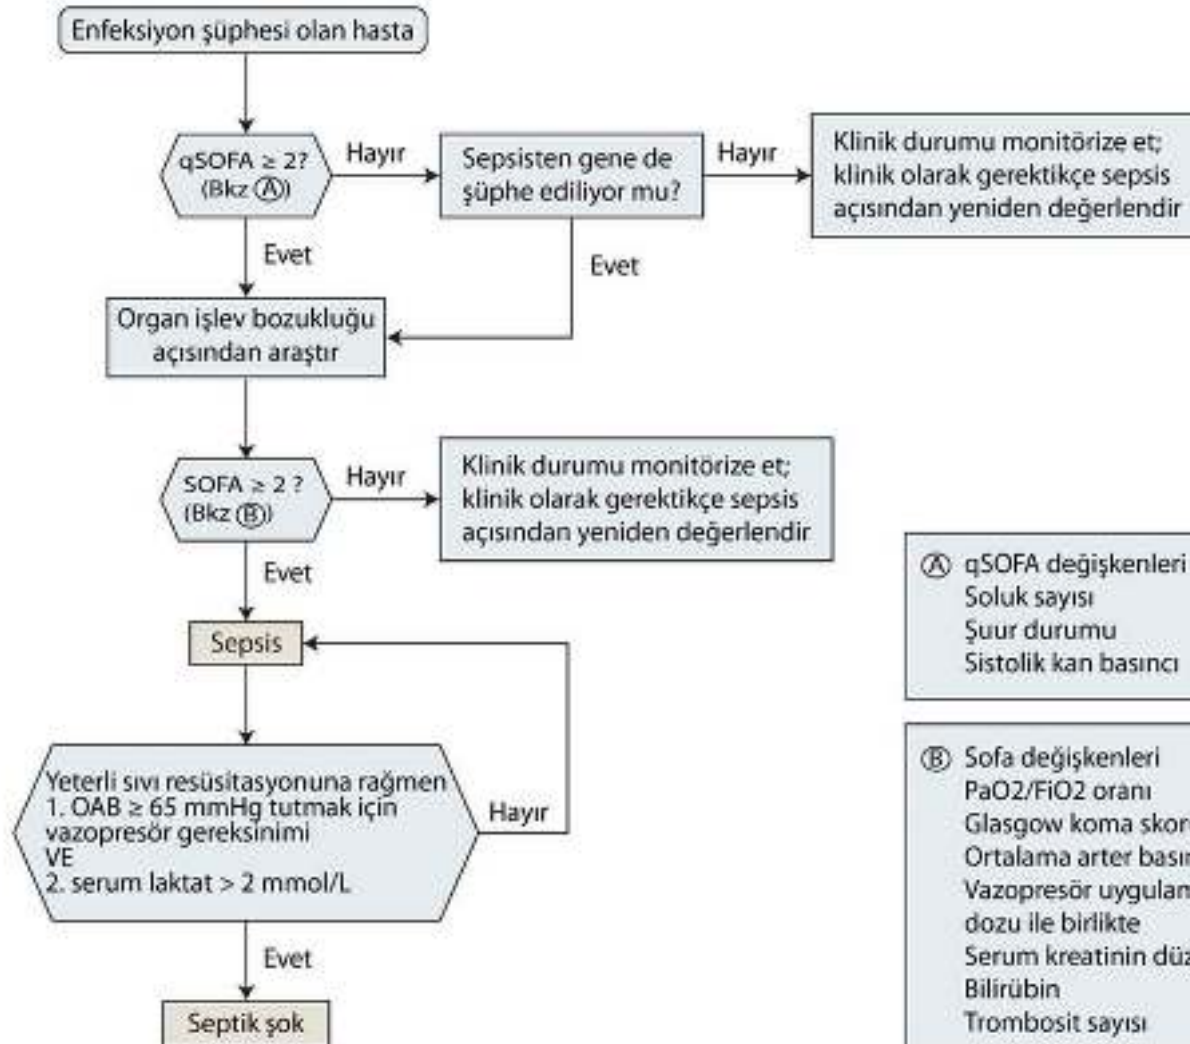 Enfeksiyon şüphesi olan hasta
qSOFA ≥ 2?
(Bkz Ⓐ)
Hayır
Sepsisten gene de
şüphe ediliyor mu?
Hayır
Klinik durumu monitörize et;
klinik olarak gerektikçe sepsis
açısından yeniden değerlendir
Evet
Evet
Organ işlev bozukluğu
açısından araştır
SOFA ≥ 2 ?
(Bkz Ⓑ)
Hayır
Klinik durumu monitörize et;
klinik olarak gerektikçe sepsis
açısından yeniden değerlendir
Evet
Sepsis
Yeterli sıvı resüsitasyonuna rağmen
1. OAB ≥ 65 mmHg tutmak için
vazopresör gereksinimi
VE
2. serum laktat > 2 mmol/L
Hayır
Evet
Septik şok
Ⓐ qSOFA değişkenleri
Soluk sayısı
Şuur durumu
Sistolik kan basıncı
Ⓑ Sofa değişkenleri
PaO2/FiO2 oranı
Glasgow koma
Ortalama arter
Vazopresör
dozu ile birlikte
Serum kreatinin
Bilirübin
Trombosit sayısı